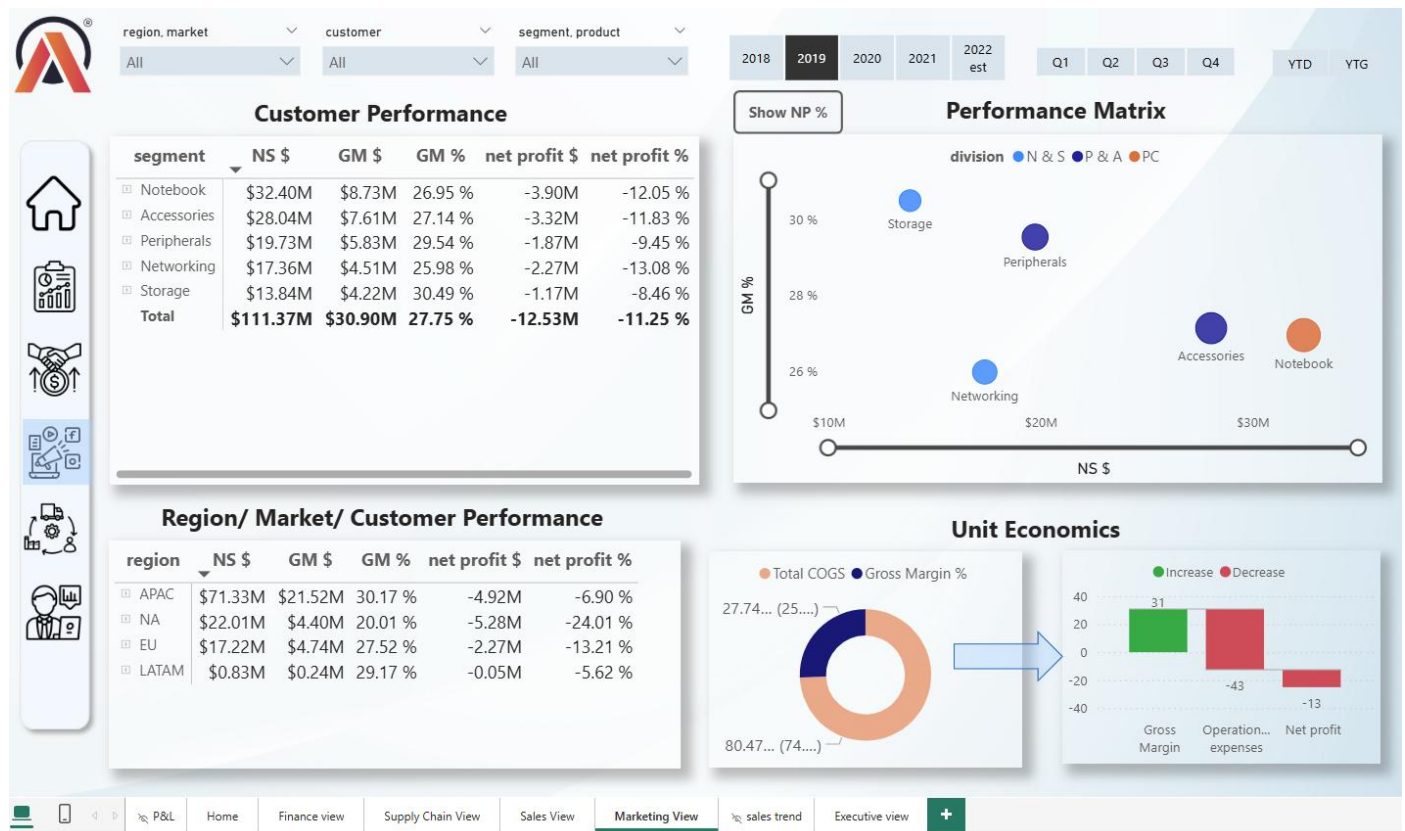 ®
region, market
customer
segment, product
All
All
All
2018 2019 2020 2021 2022 est
Q1 Q2 Q3 Q4
YTD YTG
Customer Performance
segment NS $ GM $ GM % net profit $ net profit %
Notebook $32.40M $8.73M 26.95 % -3.90M -12.05 %
Accessories $28.04M $7.61M 27.14 % -3.32M -11.83 %
Peripherals $19.73M $5.83M 29.54 % -1.87M -9.45 %
Networking $17.36M $4.51M 25.98 % -2.27M -13.08 %
Storage $13.84M $4.22M 30.49 % -1.17M -8.46 %
Total $111.37M $30.90M 27.75 % -12.53M -11.25 %
Show NP %
Performance Matrix
division N & S P & A PC
GM %
30 %
28 %
26 %
Storage
Peripherals
Accessories
Notebook
Networking
$10M $20M $30M
NS $
Region/ Market/ Customer Performance
region NS $ GM $ GM % net profit $ net profit %
APAC $71.33M $21.52M 30.17 % -4.92M -6.90 %
NA $22.01M $4.40M 20.01 % -5.28M -24.01 %
EU $17.22M $4.74M 27.52 % -2.27M -13.21 %
LATAM $0.83M $0.24M 29.17 % -0.05M -5.62 %
Unit Economics
Total COGS Gross Margin %
27.74... (25....)
80.47... (74....)
Increase Decrease
40
20
0
-20
-40
31
-43
-13
Gross Margin
Operation... expenses
Net profit
P&L Home Finance view Supply Chain View Sales View Marketing View sales trend Executive view +